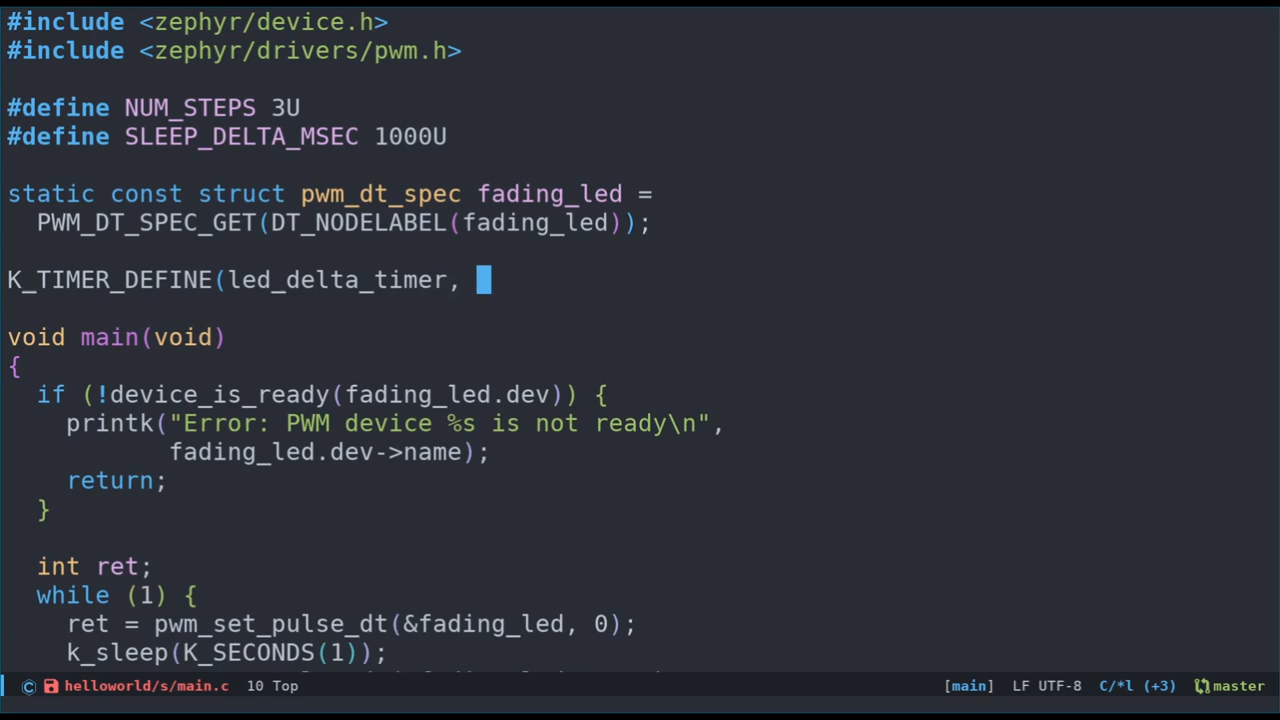 #include <zephyr/device.h>
#include <zephyr/drivers/pwm.h>
#define NUM_STEPS 3U
#define SLEEP_DELTA_MSEC 1000U
static const struct pwm_dt_spec fading_led =
PWM_DT_SPEC_GET(DT_NODELABEL(fading_led));
K_TIMER_DEFINE(led_delta_timer,
void main(void)
{
if (!device_is_ready(fading_led.dev)) {
printk("Error: PWM device %s is not ready\n",
fading_led.dev->name);
return;
}
int ret;
while (1) {
ret = pwm_set_pulse_dt(&fading_led, 0);
k_sleep(K_SECONDS(1));
helloworld/s/main.c 10 Top [main] LF UTF-8 C/*l (+3) master